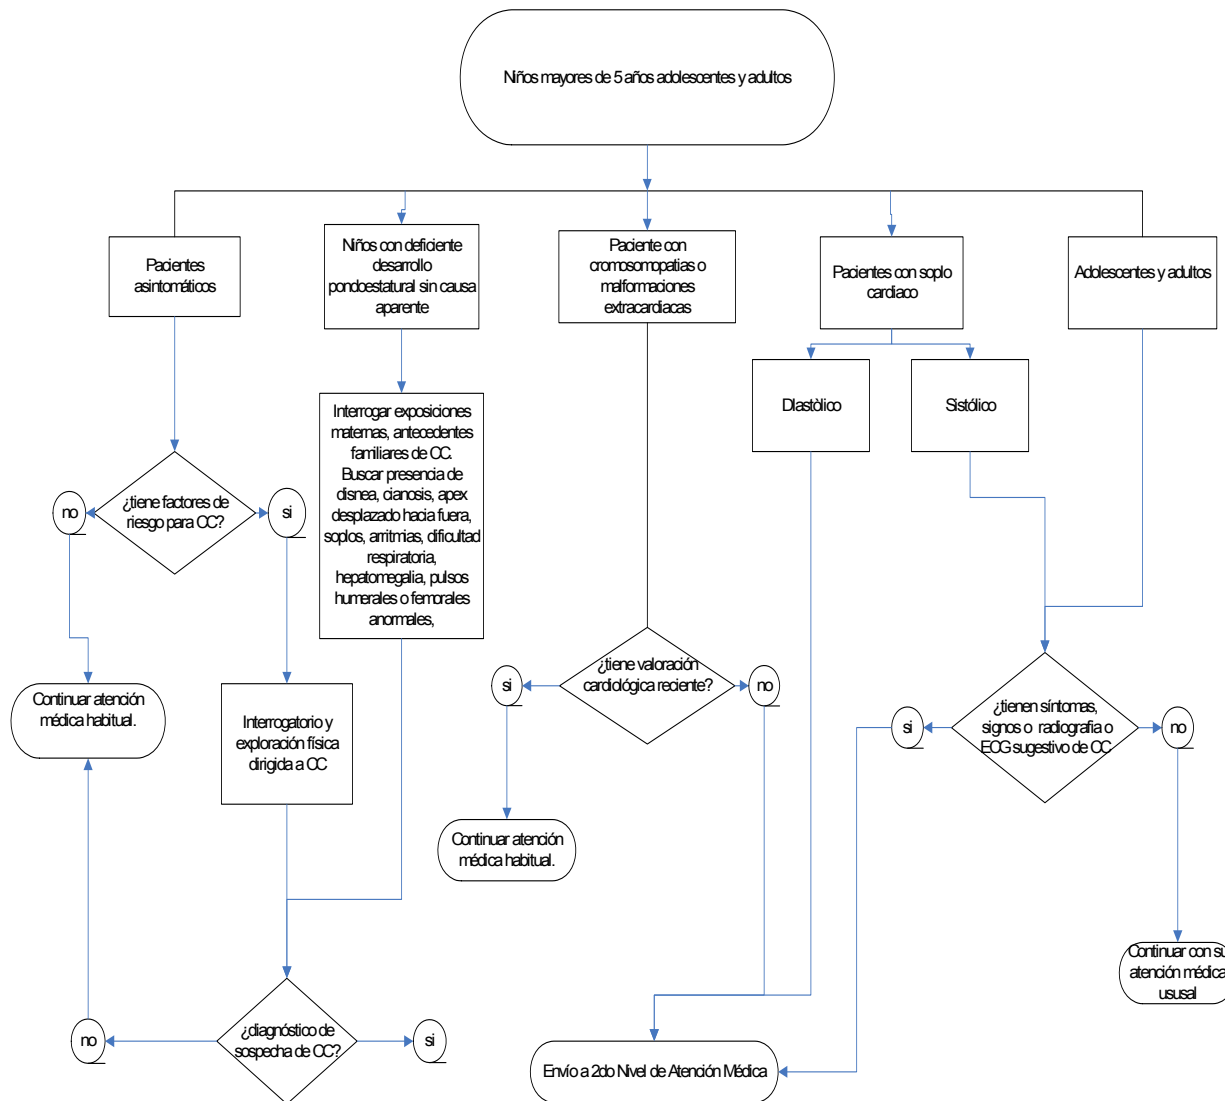 Niños mayores de 5 años adolescentes y adultos
Pacientes
asintomáticos
Niños con deficiente
desarrollo
pondoestatural sin causa
aparente
Paciente con
cromosomopatias o
malformaciones
extracardiacas
Pacientes con soplo
cardiaco
Adolescentes y adultos
DIastòlico
Sistólico
Interrogar exposiciones
maternas, antecedentes
familiares de CC.
Buscar presencia de
disnea, cianosis, apex
desplazado hacia fuera,
soplos, arritmias, dificultad
respiratoria,
hepatomegalia, pulsos
humerales o femorales
anormales,
no
¿tiene factores de
riesgo para CC?
si
Continuar atención
médica habitual.
Interrogatorio y
exploración física
dirigida a CC
si
¿tiene valoración
cardiológica reciente?
no
si
¿tienen síntomas,
signos o radiografia o
ECG sugestivo de CC
no
Continuar atención
médica habitual.
Continuar con su
atención médica
ususal
no
¿diagnóstico de
sospecha de CC?
si
Envío a 2do Nivel de Atención Médica